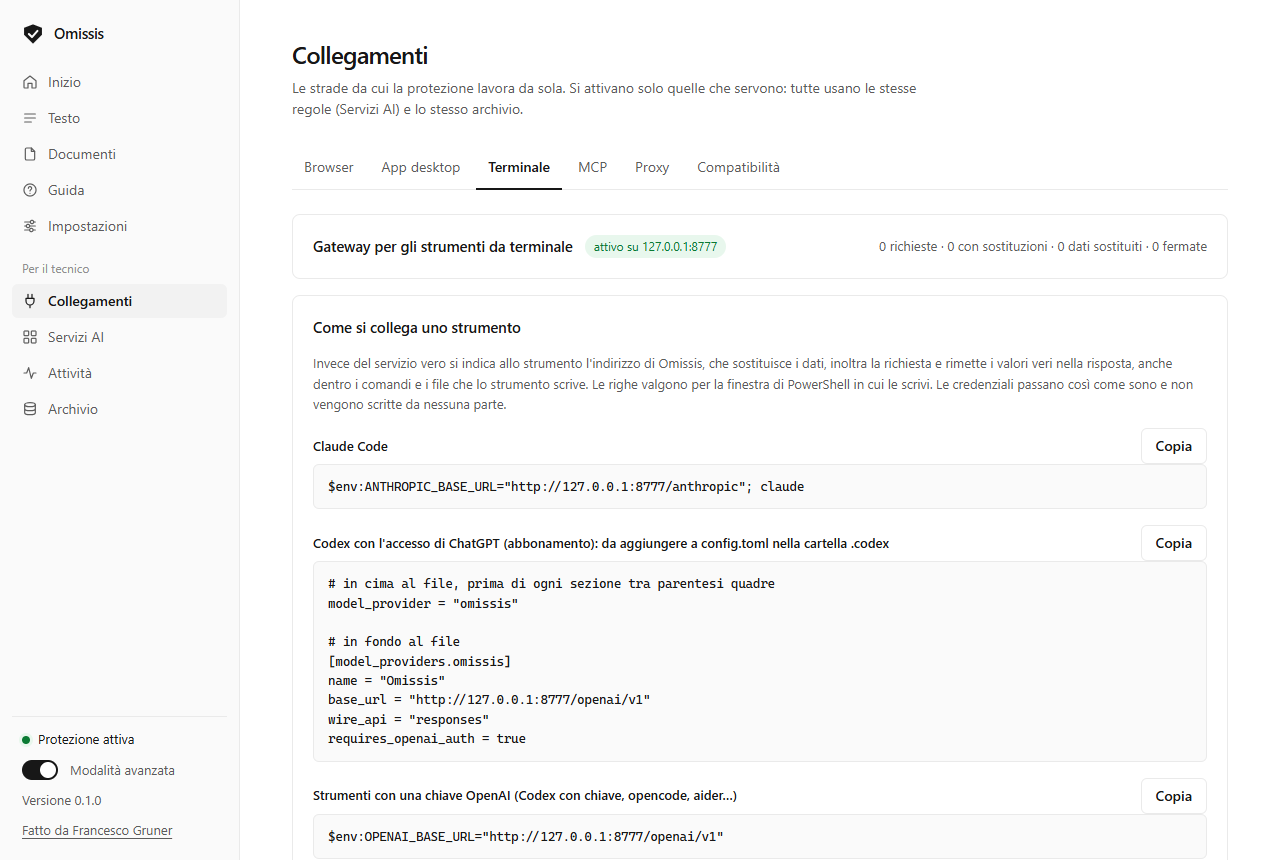 Omissis
Inizio
Testo
Documenti
Guida
Impostazioni
Per il tecnico
Collegamenti
Servizi AI
Attività
Archivio
Protezione attiva
Modalità avanzata
Versione 0.1.0
Fatto da Francesco Gruner
Collegamenti
Le strade da cui la protezione lavora da sola. Si attivano solo quelle che servono: tutte usano le stesse
regole (Servizi AI) e lo stesso archivio.
Browser App desktop Terminale MCP Proxy Compatibilità
Gateway per gli strumenti da terminale attivo su 127.0.0.1:8777 0 richieste · 0 con sostituzioni · 0 dati sostituiti · 0 fermate
Come si collega uno strumento
Invece del servizio vero si indica allo strumento l'indirizzo di Omissis, che sostituisce i dati, inoltra la richiesta e rimette i valori veri nella risposta, anche
dentro i comandi e i file che lo strumento scrive. Le righe valgono per la finestra di PowerShell in cui le scrivi. Le credenziali passano così come sono e non
vengono scritte da nessuna parte.
Claude Code Copia
$env:ANTHROPIC_BASE_URL="http://127.0.0.1:8777/anthropic"; claude
Codex con l'accesso di ChatGPT (abbonamento): da aggiungere a config.toml nella cartella .codex Copia
# in cima al file, prima di ogni sezione tra parentesi quadre
model_provider = "omissis"
# in fondo al file
[model_providers.omissis]
name = "Omissis"
base_url = "http://127.0.0.1:8777/openai/v1"
wire_api = "responses"
requires_openai_auth = true
Strumenti con una chiave OpenAI (Codex con chiave, opencode, aider…) Copia
$env:OPENAI_BASE_URL="http://127.0.0.1:8777/openai/v1"